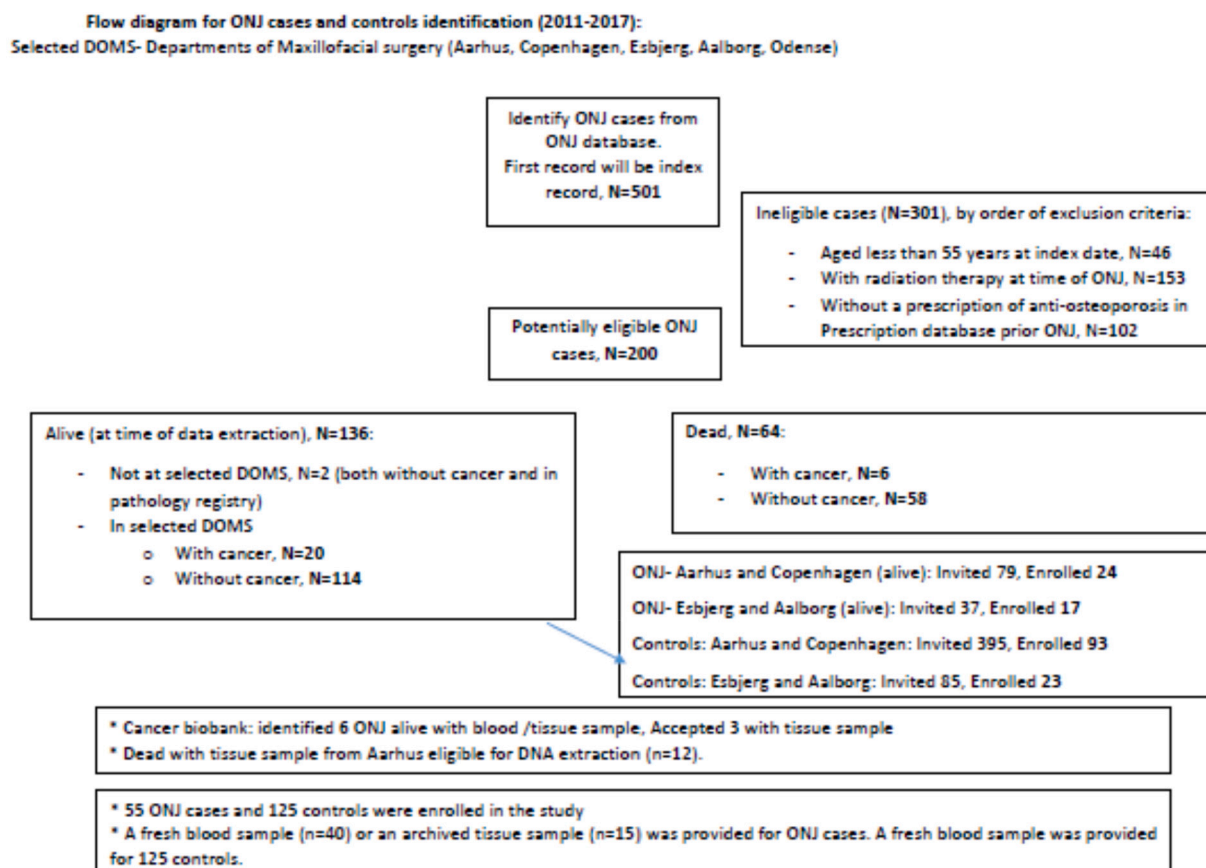 Flow diagram for ONJ cases and controls identification (2011-2017):
Selected DOMS- Departments of Maxillofacial surgery (Aarhus, Copenhagen, Esbjerg, Aalborg, Odense)
Identify ONJ cases from
ONJ database.
First record will be index
record, N=501
Ineligible cases (N=301), by order of exclusion criteria:
- Aged less than 55 years at index date, N=46
- With radiation therapy at time of ONJ, N=153
- Without a prescription of anti-osteoporosis in
Prescription database prior ONJ, N=102
Potentially eligible ONJ
cases, N=200
Alive (at time of data extraction), N=136:
- Not at selected DOMS, N=2 (both without cancer and in
pathology registry)
- In selected DOMS
o With cancer, N=20
o Without cancer, N=114
Dead, N=64:
- With cancer, N=6
- Without cancer, N=58
ONJ- Aarhus and Copenhagen (alive): Invited 79, Enrolled 24
ONJ- Esbjerg and Aalborg (alive): Invited 37, Enrolled 17
Controls: Aarhus and Copenhagen: Invited 395, Enrolled 93
Controls: Esbjerg and Aalborg: Invited 85, Enrolled 23
* Cancer biobank: identified 6 ONJ alive with blood /tissue sample, Accepted 3 with tissue sample
* Dead with tissue sample from Aarhus eligible for DNA extraction (n=12).
* 55 ONJ cases and 125 controls were enrolled in the study
* A fresh blood sample (n=40) or an archived tissue sample (n=15) was provided for ONJ cases. A fresh blood sample was provided
for 125 controls.